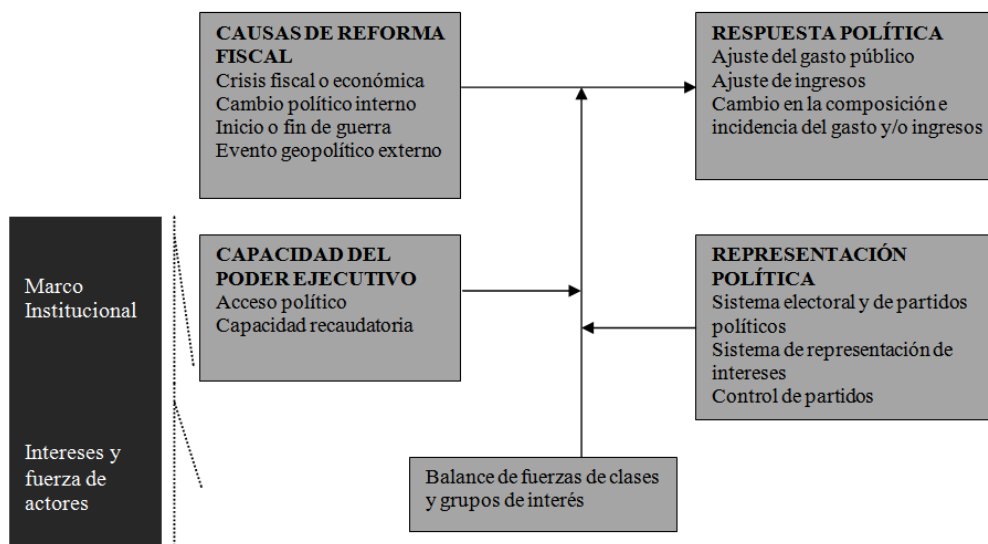 CAUSAS DE REFORMA
FISCAL
Crisis fiscal o económica
Cambio político interno
Inicio o fin de guerra
Evento geopolítico externo
RESPUESTA POLÍTICA
Ajuste del gasto público
Ajuste de ingresos
Cambio en la composición e
incidencia del gasto y/o ingresos
Marco
Institucional
CAPACIDAD DEL
PODER EJECUTIVO
Acceso político
Capacidad recaudatoria
REPRESENTACIÓN
POLÍTICA
Sistema electoral y de partidos
políticos
Sistema de representación de
intereses
Control de partidos
Intereses y
fuerza de
actores
Balance de fuerzas de clases
y grupos de interés